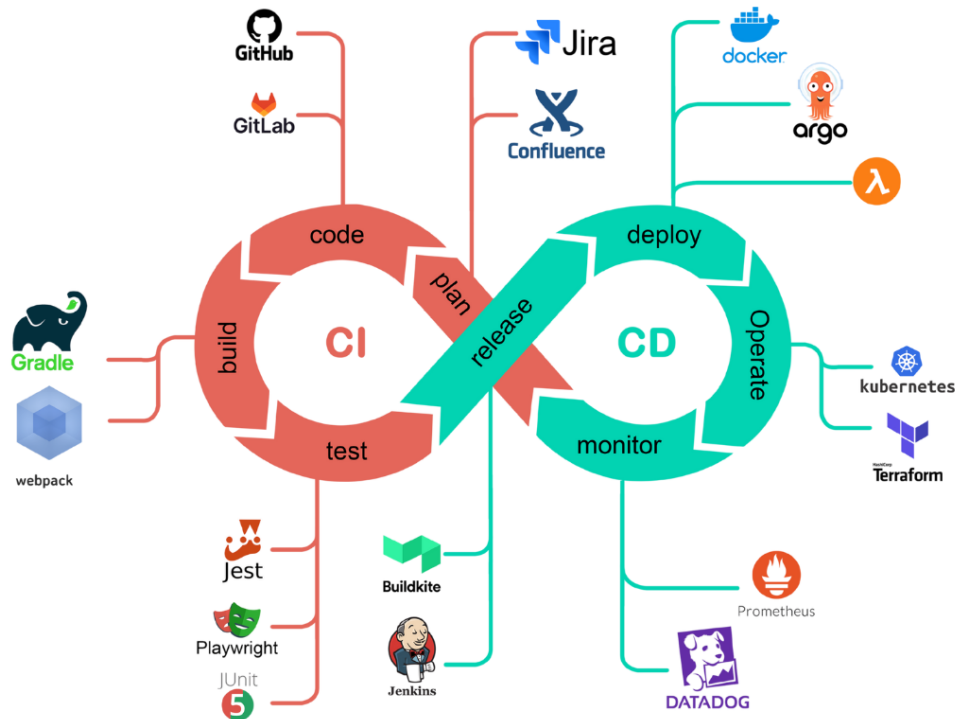 GitHub
GitLab
Jira
Confluence
docker
argo
λ
code
plan
build
CI
test
release
deploy
CD
Operate
monitor
Gradle
webpack
kubernetes
HashiCorp
Terraform
Jest
Playwright
JUnit
5
Buildkite
Jenkins
Prometheus
DATADOG